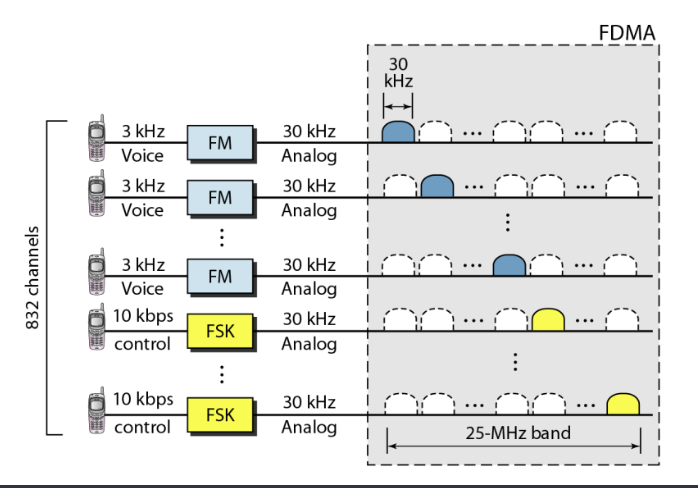 FDMA
30
kHz
3 kHz
Voice
FM
30 kHz
Analog
...
...
3 kHz
Voice
FM
30 kHz
Analog
...
...
832 channels
3 kHz
Voice
FM
30 kHz
Analog
...
...
10 kbps
control
FSK
30 kHz
Analog
...
...
10 kbps
control
FSK
30 kHz
Analog
...
...
25-MHz band